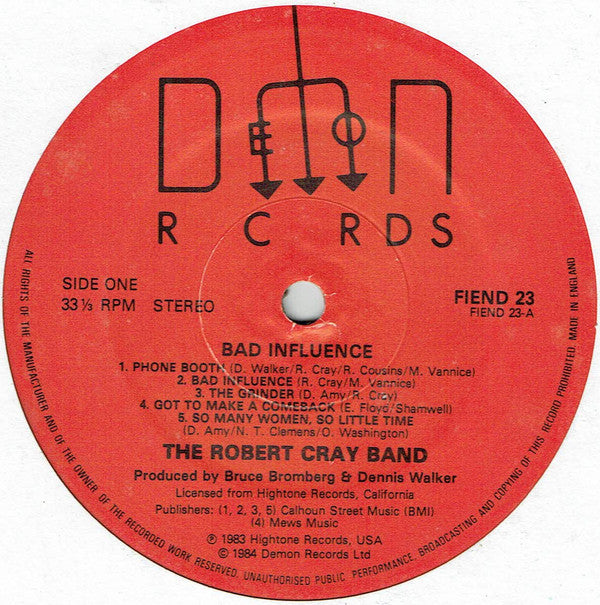 DEMON
R C RDS
SIDE ONE
33⅓ RPM STEREO
FIEND 23
FIEND 23-A
BAD INFLUENCE
1. PHONE BOOTH (D. Walker/R. Cray/R. Cousins/M. Vannice)
2. BAD INFLUENCE (R. Cray/M. Vannice)
3. THE GRINDER (D. Amy/R. Cray)
4. GOT TO MAKE A COMEBACK (E. Floyd/Shamwell)
5. SO MANY WOMEN, SO LITTLE TIME
(D. Amy/N. T. Clemens/O. Washington)
THE ROBERT CRAY BAND
Produced by Bruce Bromberg & Dennis Walker
Licensed from Hightone Records, California
Publishers: (1, 2, 3, 5) Calhoun Street Music (BMI)
(4) Mews Music
℗ 1983 Hightone Records, USA
© 1984 Demon Records Ltd
ALL RIGHTS OF THE MANUFACTURER AND OF THE OWNER OF THE RECORDED WORK RESERVED. UNAUTHORISED PUBLIC PERFORMANCE, BROADCASTING AND COPYING OF THIS RECORD PROHIBITED. MADE IN ENGLAND